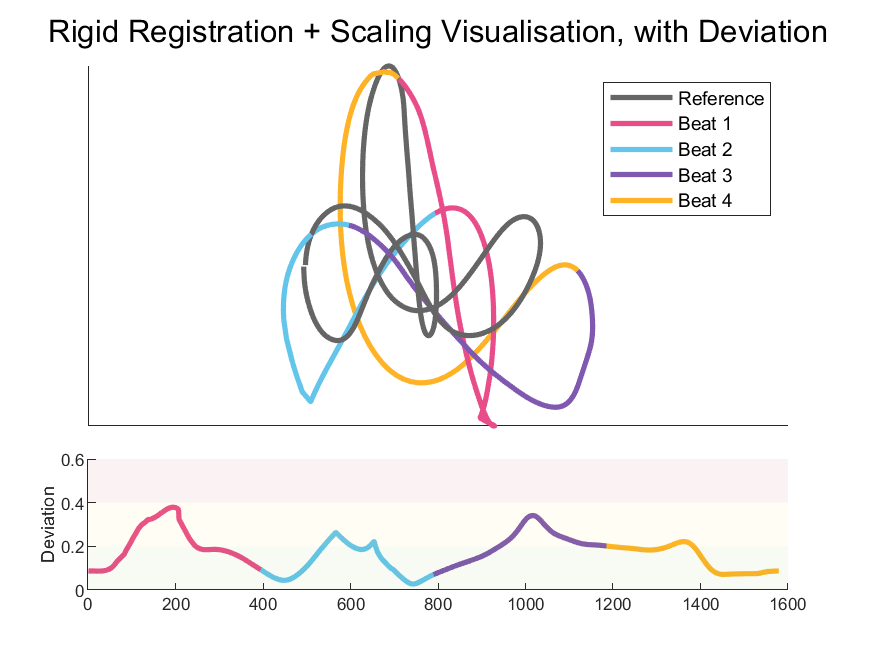 Rigid Registration + Scaling Visualisation, with Deviation
Reference
Beat 1
Beat 2
Beat 3
Beat 4
0.6
0.4
0.2
0
Deviation
0 200 400 600 800 1000 1200 1400 1600